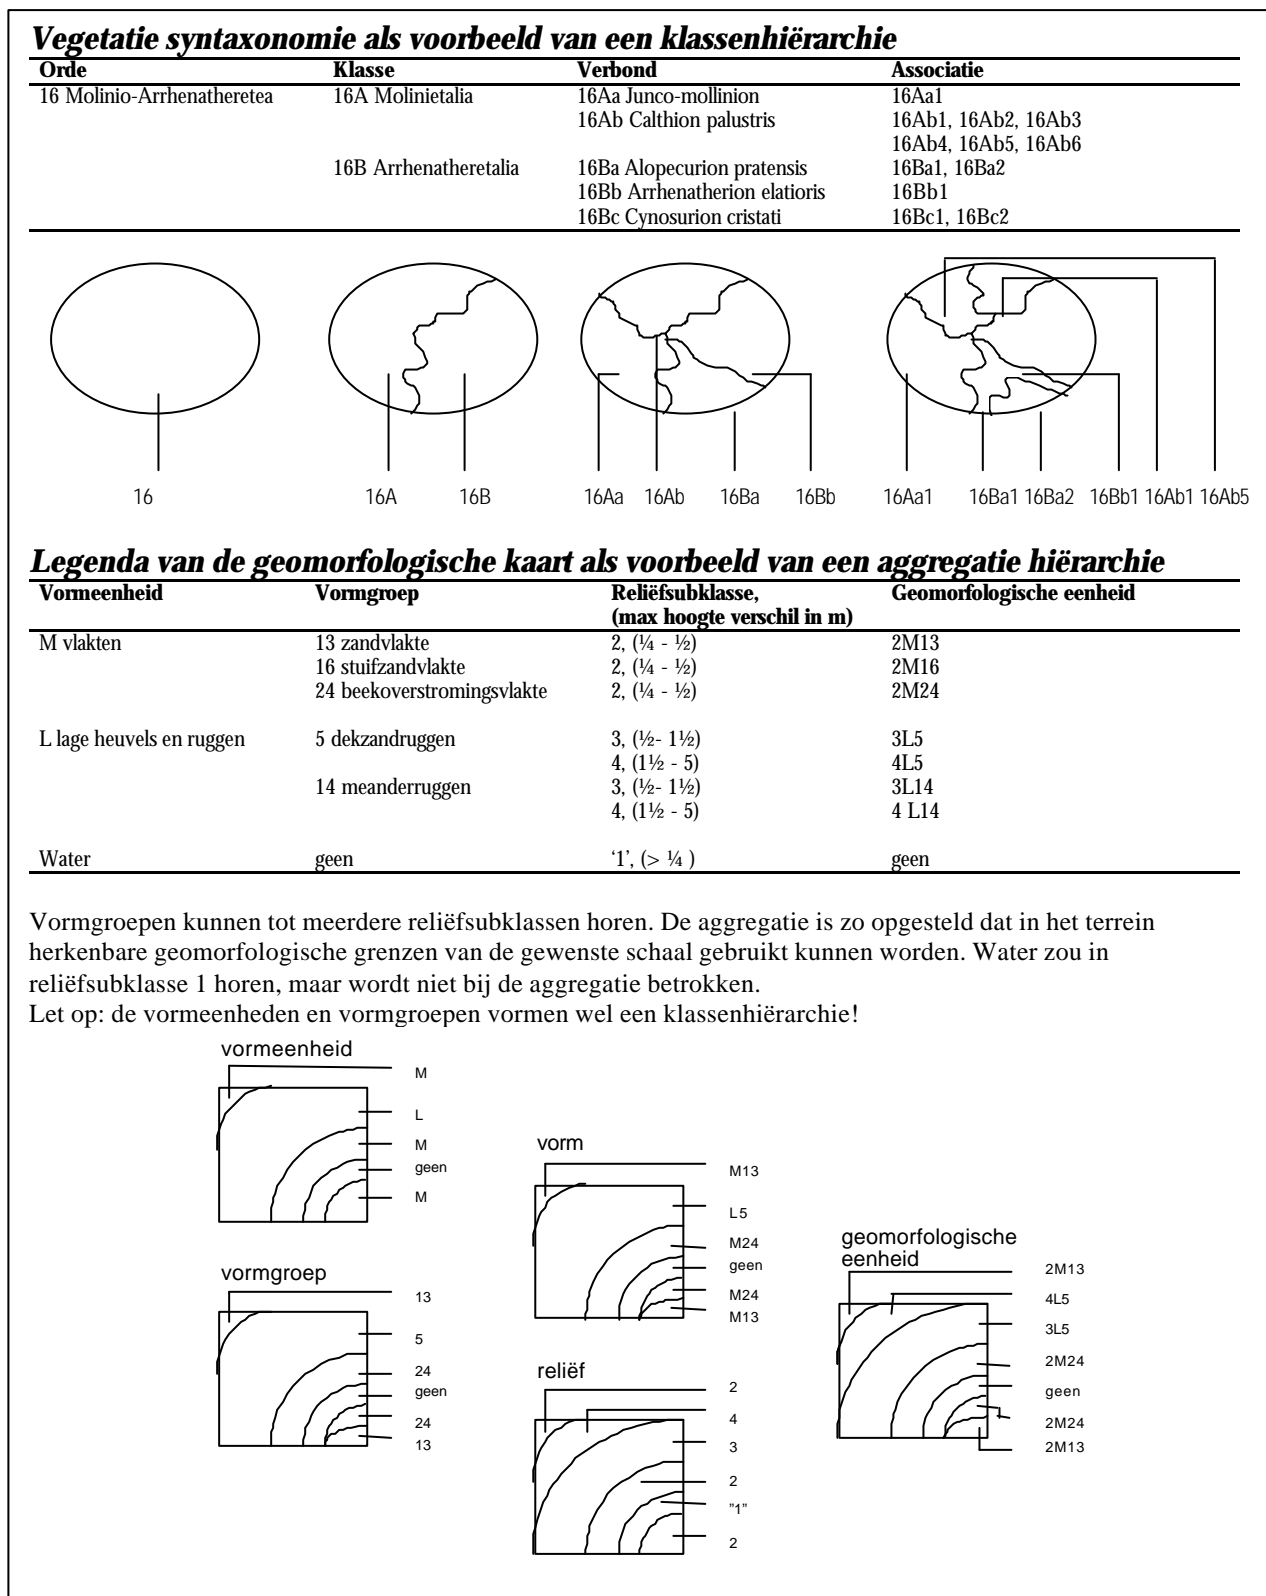 Vegetatie syntaxonomie als voorbeeld van een klassenhiërarchie
Orde Klasse Verbond Associatie
16 Molinio-Arrhenatheretea 16A Molinietalia 16Aa Junco-mollinion 16Aa1
16Ab Calthion palustris 16Ab1, 16Ab2, 16Ab3
16Ab4, 16Ab5, 16Ab6
16B Arrhenatheretalia 16Ba Alopecurion pratensis 16Ba1, 16Ba2
16Bb Arrhenatherion elatioris 16Bb1
16Bc Cynosurion cristati 16Bc1, 16Bc2
16 16A 16B 16Aa 16Ab 16Ba 16Bb 16Aa1 16Ba1 16Ba2 16Bb1 16Ab1 16Ab5
Legenda van de geomorfologische kaart als voorbeeld van een aggregatie hiërarchie
Vormeenheid Vormgroep Reliëfsubklasse, Geomorfologische eenheid
(max hoogte verschil in m)
M vlakten 13 zandvlakte 2, (¼ - ½) 2M13
16 stuifzandvlakte 2, (¼ - ½) 2M16
24 beekoverstromingsvlakte 2, (¼ - ½) 2M24
L lage heuvels en ruggen 5 dekzandruggen 3, (½- 1½) 3L5
4, (1½ - 5) 4L5
14 meanderruggen 3, (½- 1½) 3L14
4, (1½ - 5) 4 L14
Water geen ‘1’, (> ¼ ) geen
Vormgroepen kunnen tot meerdere reliëfsubklassen horen. De aggregatie is zo opgesteld dat in het terrein
herkenbare geomorfologische grenzen van de gewenste schaal gebruikt kunnen worden. Water zou in
reliëfsubklasse 1 horen, maar wordt niet bij de aggregatie betrokken.
Let op: de vormeenheden en vormgroepen vormen wel een klassenhiërarchie!
vormeenheid
M
L
M
geen
M
vormgroep
13
5
24
geen
24
13
vorm
M13
L5
M24
geen
M24
M13
reliëf
2
4
3
2
"1"
2
geomorfologische
eenheid
2M13
4L5
3L5
2M24
geen
2M24
2M13